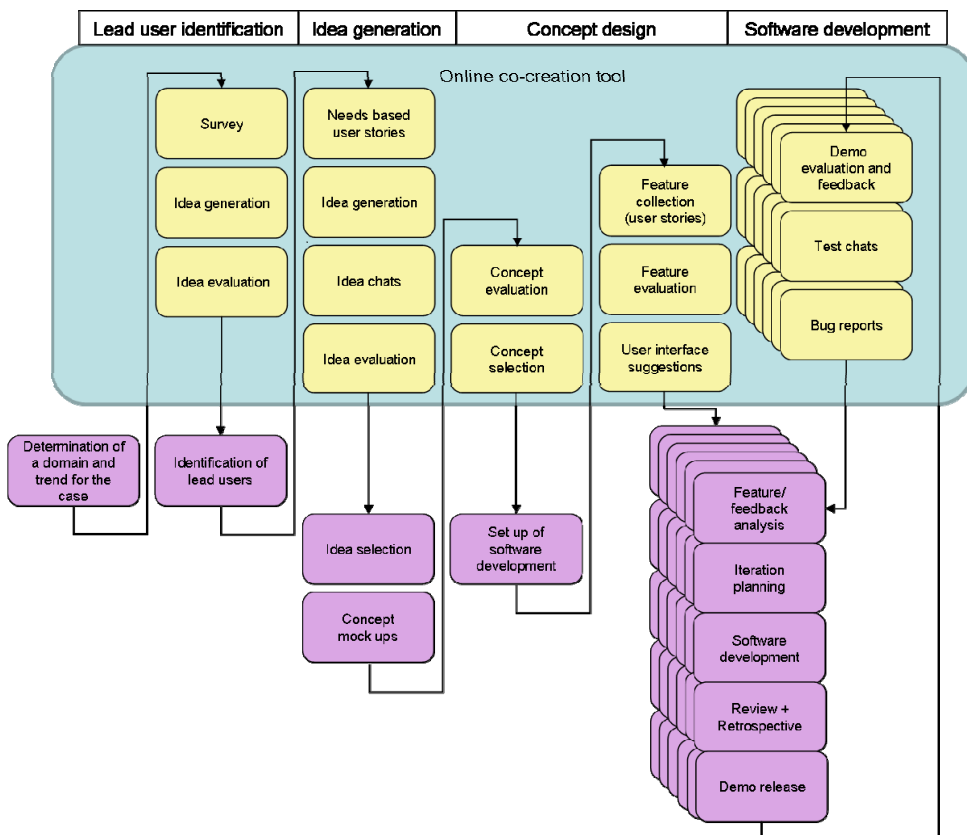 Lead user identification
Idea generation
Concept design
Software development
Online co-creation tool
Survey
Idea generation
Idea evaluation
Needs based
user stories
Idea generation
Idea chats
Idea evaluation
Concept
evaluation
Concept
selection
Feature
collection
(user stories)
Feature
evaluation
User interface
suggestions
Demo
evaluation and
feedback
Test chats
Bug reports
Determination of
a domain and
trend for the
case
Identification of
lead users
Idea selection
Concept
mock ups
Set up of
software
development
Feature/
feedback
analysis
Iteration
planning
Software
development
Review +
Retrospective
Demo release